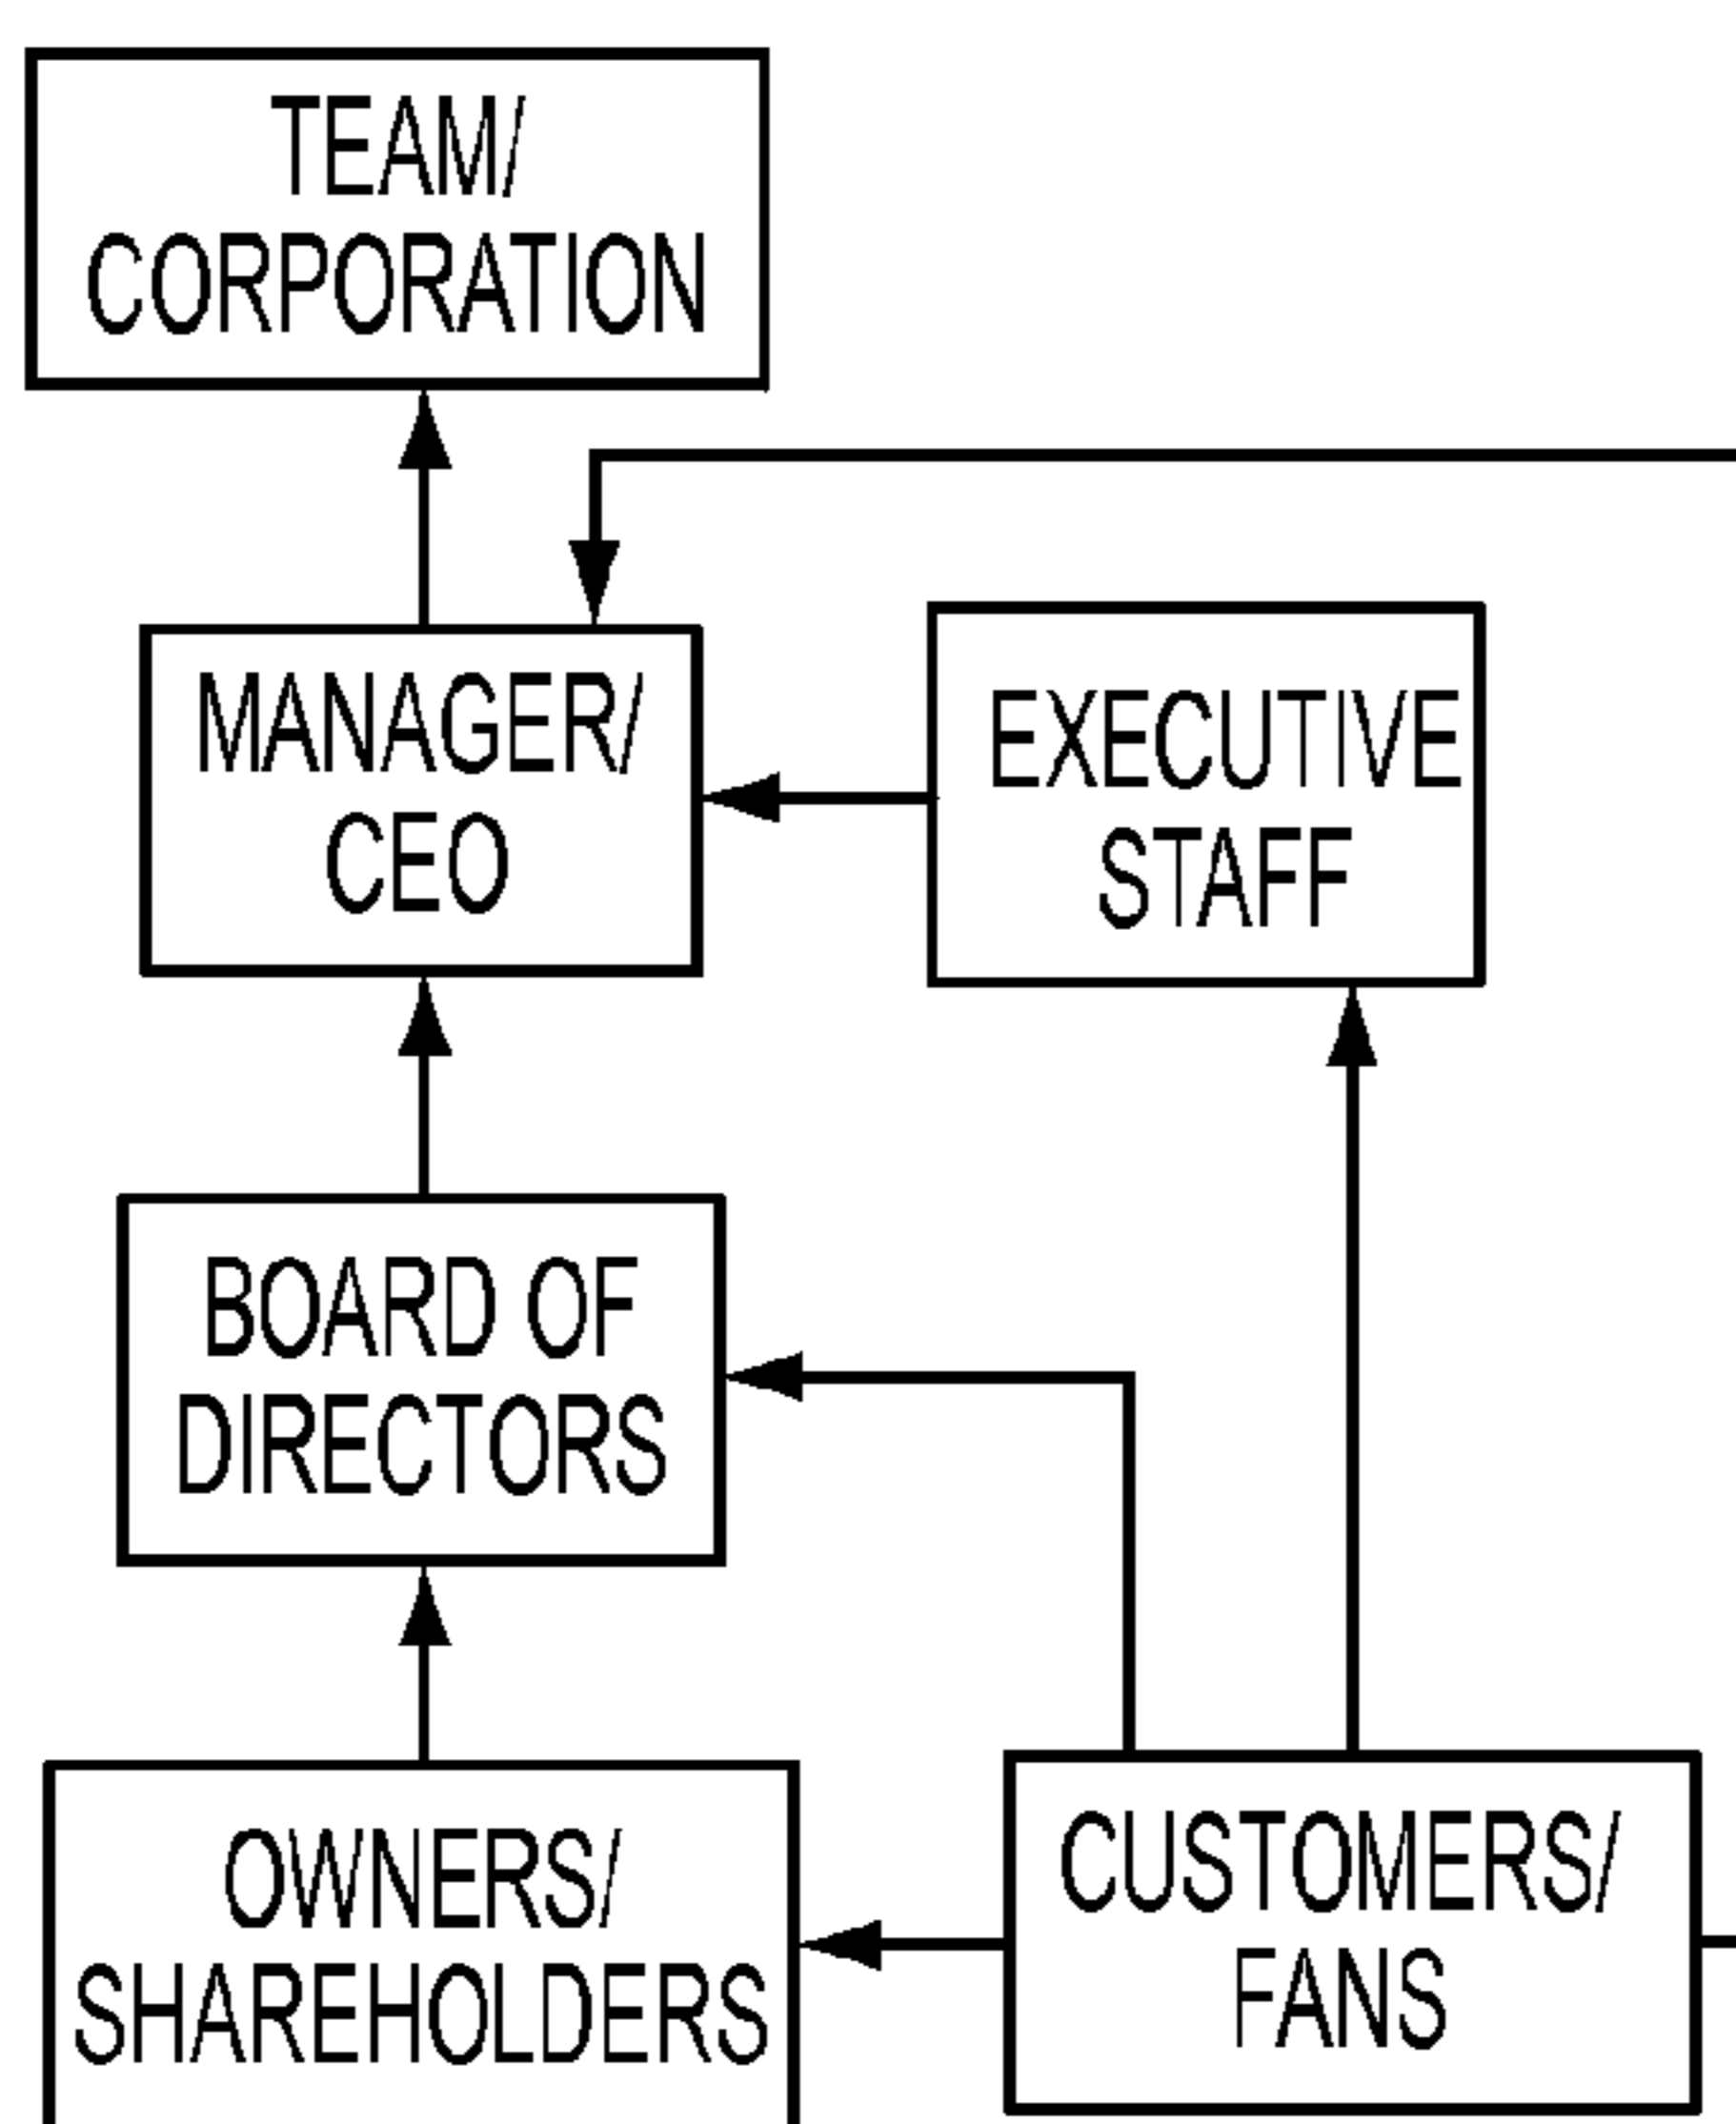 TEAM/
CORPORATION
MANAGER/
CEO
EXECUTIVE
STAFF
BOARD OF
DIRECTORS
OWNERS/
SHAREHOLDERS
CUSTOMERS/
FANS